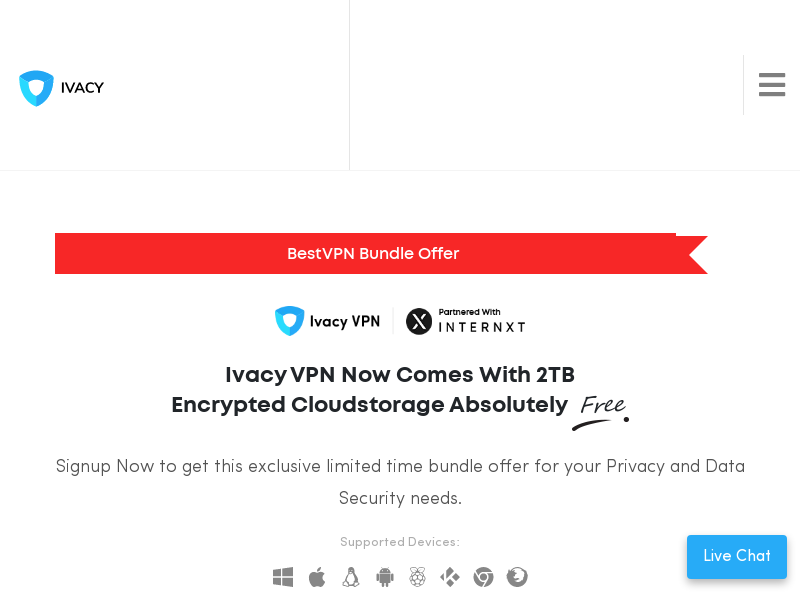 IVACY
BestVPN Bundle Offer
Ivacy VPN
Partnered With
INTERNXT
Ivacy VPN Now Comes With 2TB
Encrypted Cloudstorage Absolutely Free
Signup Now to get this exclusive limited time bundle offer for your Privacy and Data
Security needs.
Supported Devices:
Live Chat